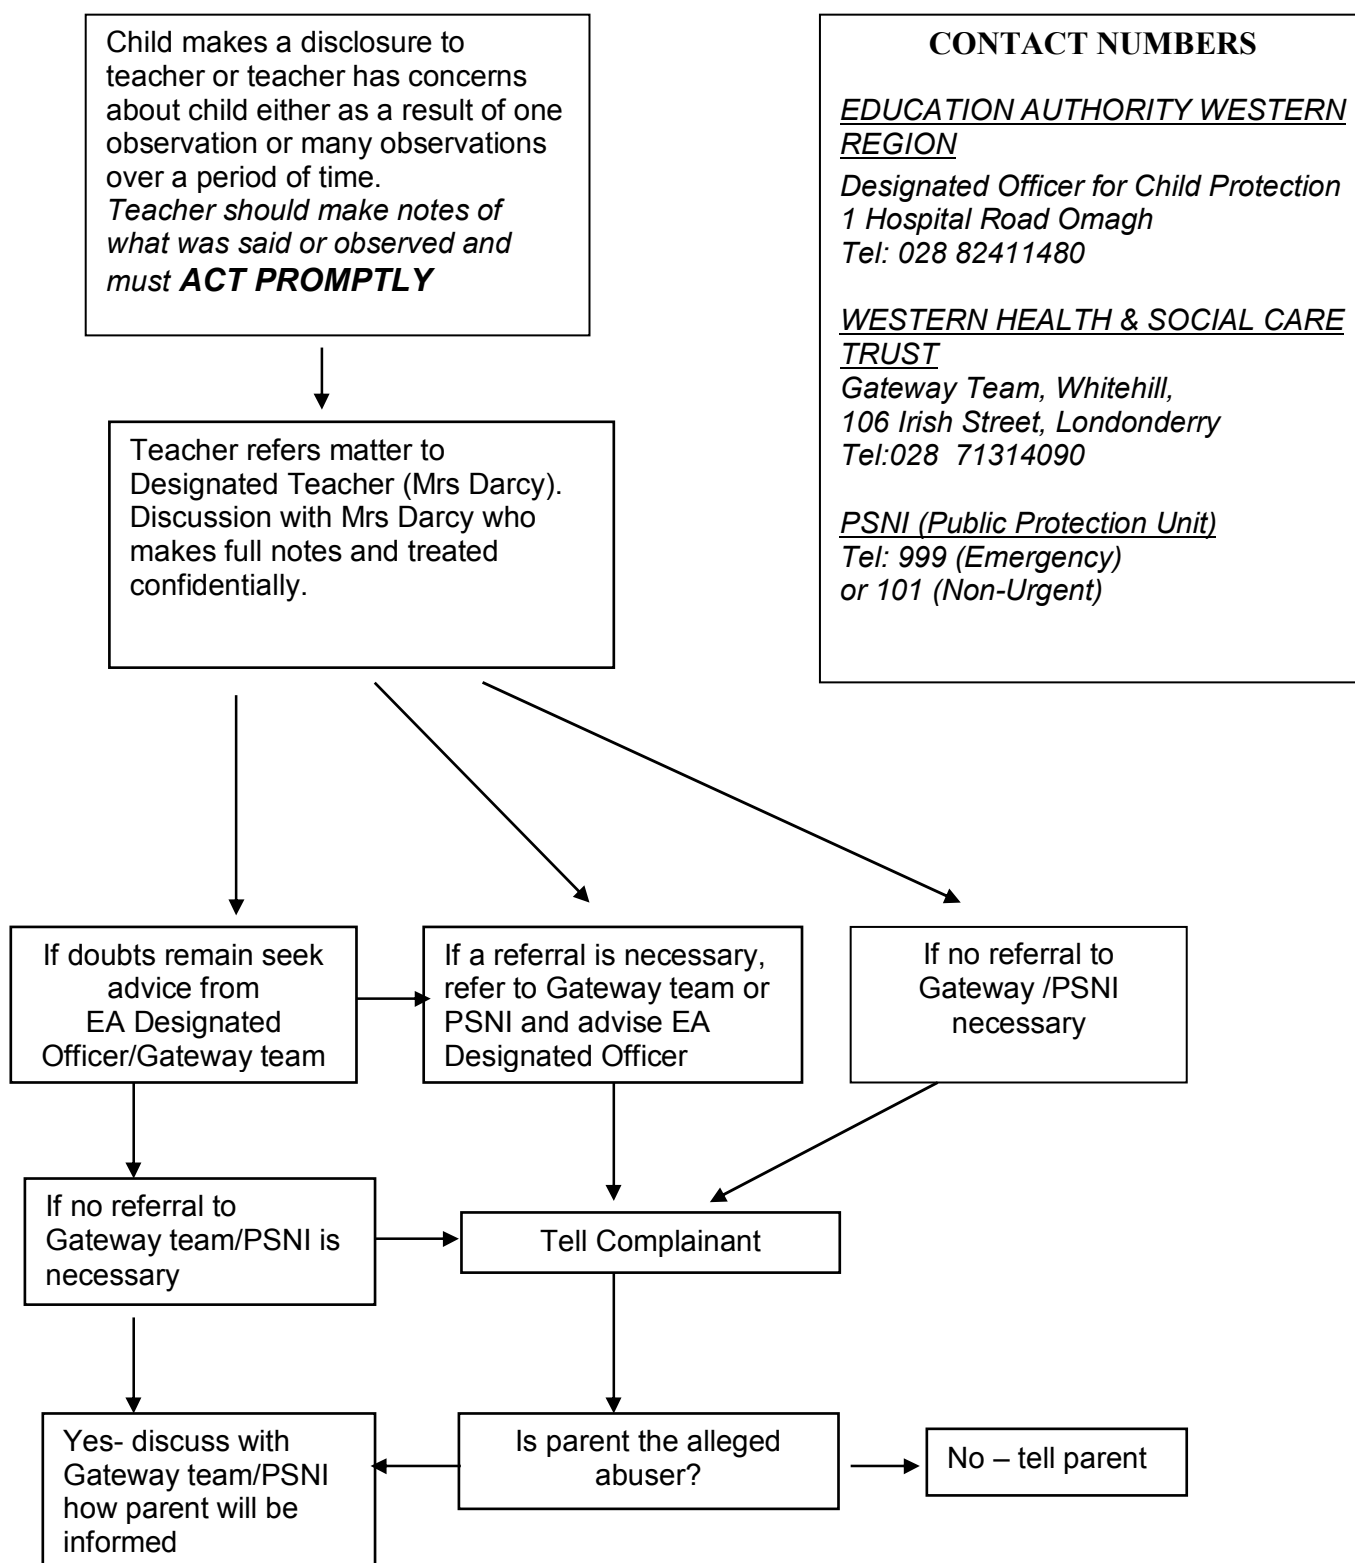 Child makes a disclosure to
teacher or teacher has concerns
about child either as a result of one
observation or many observations
over a period of time.
Teacher should make notes of
what was said or observed and
must ACT PROMPTLY
CONTACT NUMBERS
EDUCATION AUTHORITY WESTERN
REGION
Designated Officer for Child Protection
1 Hospital Road Omagh
Tel: 028 82411480
WESTERN HEALTH & SOCIAL CARE
TRUST
Gateway Team, Whitehill,
106 Irish Street, Londonderry
Tel:028  71314090
PSNI (Public Protection Unit)
Tel: 999 (Emergency)
or 101 (Non-Urgent)
Teacher refers matter to
Designated Teacher (Mrs Darcy).
Discussion with Mrs Darcy who
makes full notes and treated
confidentially.
If doubts remain seek
advice from
EA Designated
Officer/Gateway team
If a referral is necessary,
refer to Gateway team or
PSNI and advise EA
Designated Officer
If no referral to
Gateway /PSNI
necessary
If no referral to
Gateway team/PSNI is
necessary
Tell Complainant
Yes- discuss with
Gateway team/PSNI
how parent will be
informed
Is parent the alleged
abuser?
No – tell parent